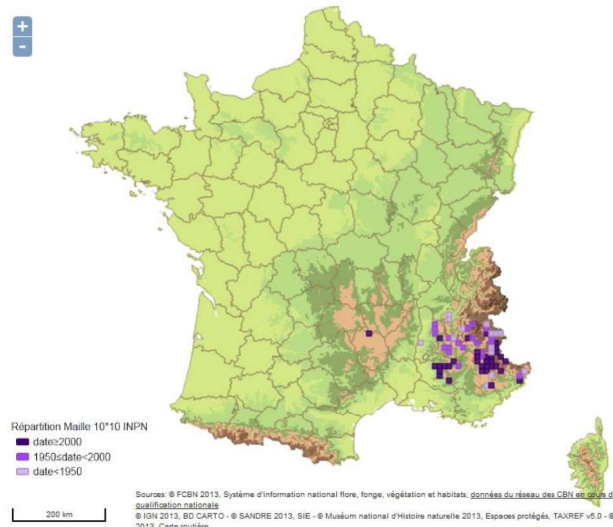 +
-
Répartition Maille 10*10 INPN
date≥2000
1950≤date<2000
date<1950
200 km
Sources: © FCBN 2013, Système d'information national flore, fonge, végétation et habitats, données du réseau des CBN en cours de
qualification nationale
© IGN 2013, BD CARTO - © SANDRE 2013, SIE - © Muséum national d'Histoire naturelle 2013, Espaces protégés, TAXREF v5.0 -
2013, Carte routière